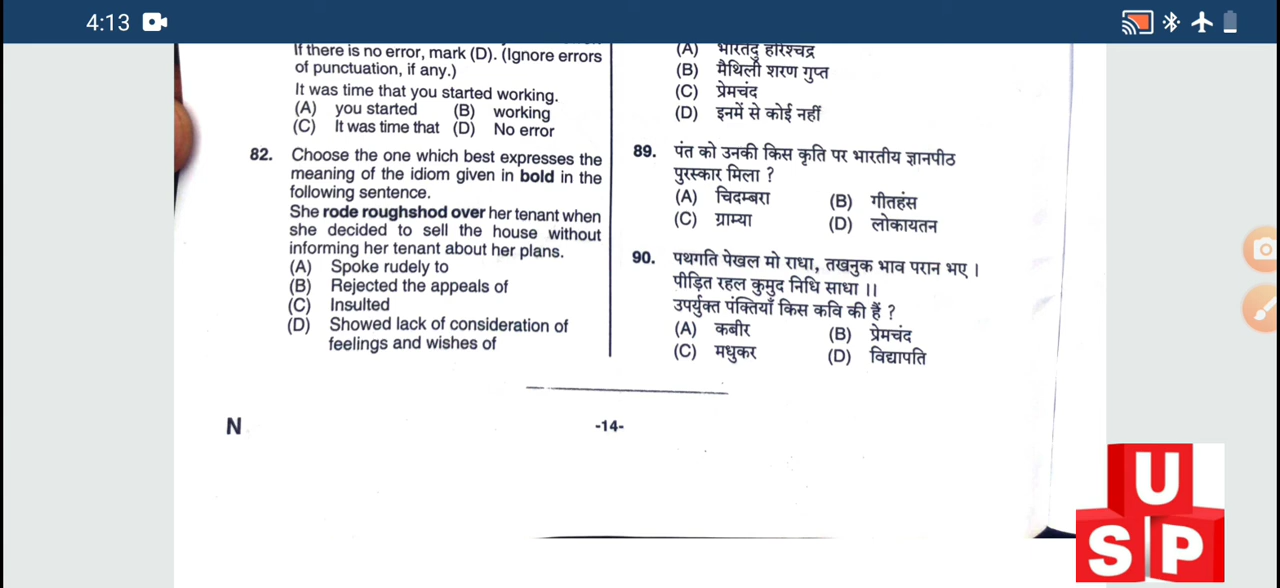 4:13
If there is no error, mark (D). (Ignore errors
of punctuation, if any.)
It was time that you started working.
(A) you started (B) working
(C) It was time that (D) No error
82. Choose the one which best expresses the
meaning of the idiom given in bold in the
following sentence.
She rode roughshod over her tenant when
she decided to sell the house without
informing her tenant about her plans.
(A) Spoke rudely to
(B) Rejected the appeals of
(C) Insulted
(D) Showed lack of consideration of
feelings and wishes of
(A) भारतेंदु हरिश्चंद्र
(B) मैथिली शरण गुप्त
(C) प्रेमचंद
(D) इनमें से कोई नहीं
89. पंत को उनकी किस कृति पर भारतीय ज्ञानपीठ
पुरस्कार मिला ?
(A) चिदम्बरा (B) गीतहंस
(C) ग्राम्या (D) लोकायतन
90. पथगति पेखल मो राधा, तखनुक भाव परान भए ।
पीड़ित रहल कुमुद निधि साधा ।।
उपर्युक्त पंक्तियाँ किस कवि की हैं ?
(A) कबीर (B) प्रेमचंद
(C) मधुकर (D) विद्यापति
N
-14-
U
S P